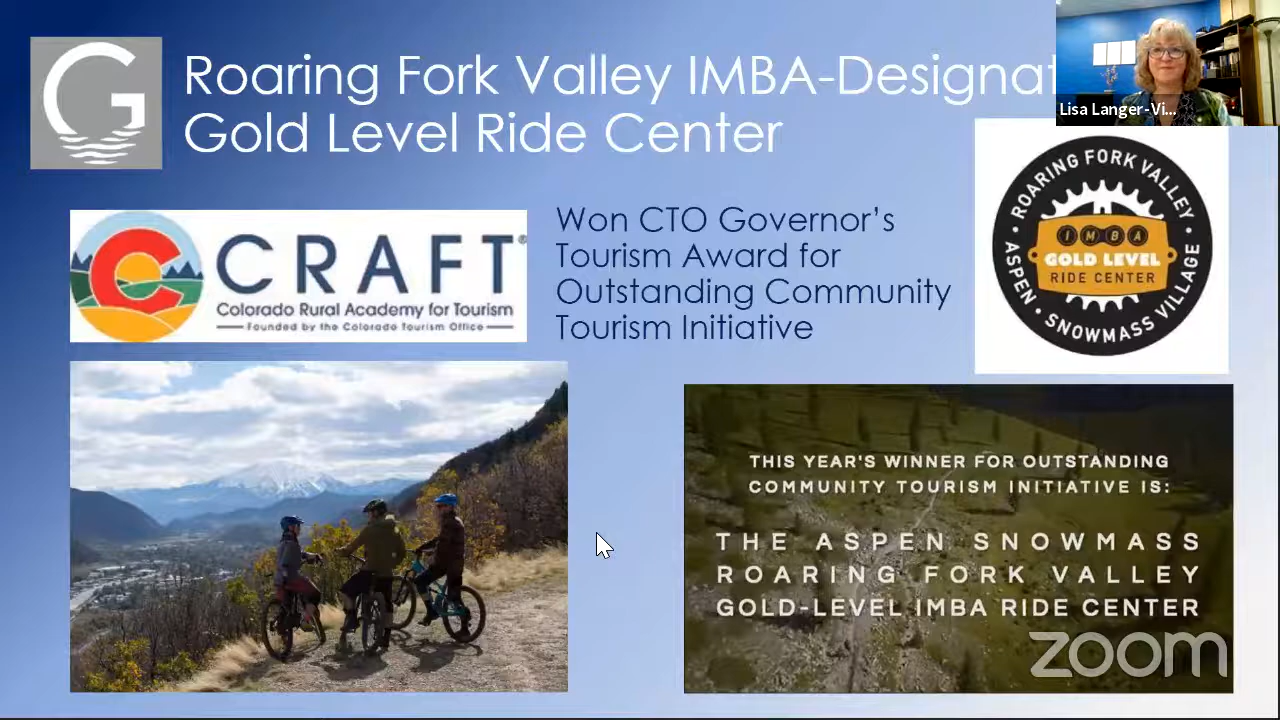 Roaring Fork Valley IMBA-Designat
Gold Level Ride Center
Lisa Langer-Vi...
G
CRAFT®
Colorado Rural Academy for Tourism
Founded by the Colorado Tourism Office
Won CTO Governor's
Tourism Award for
Outstanding Community
Tourism Initiative
ROARING FORK VALLEY
IMBA
GOLD LEVEL
RIDE CENTER
ASPEN • SNOWMASS VILLAGE
THIS YEAR'S WINNER FOR OUTSTANDING
COMMUNITY TOURISM INITIATIVE IS:
THE ASPEN SNOWMASS
ROARING FORK VALLEY
GOLD-LEVEL IMBA RIDE CENTER
zoom